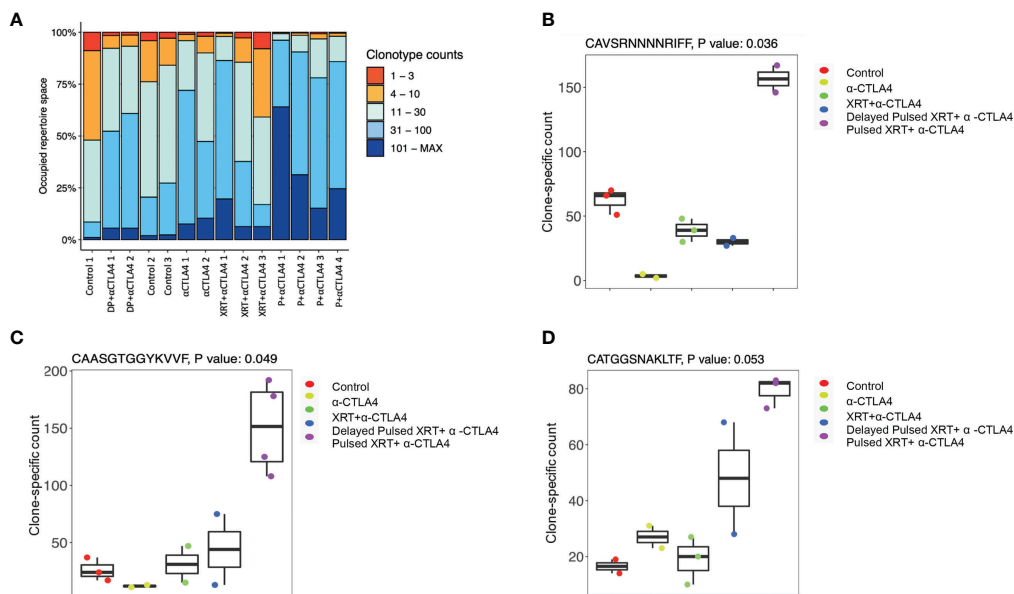 A
100%
75%
50%
25%
0%
Occupied repertoire space
Clonotype counts
1 – 3
4 – 10
11 – 30
31 – 100
101 – MAX
Control 1
DP+αCTLA4 1
DP+αCTLA4 2
Control 2
Control 3
αCTLA4 1
αCTLA4 2
XRT+αCTLA4 1
XRT+αCTLA4 2
XRT+αCTLA4 3
P+αCTLA4 1
P+αCTLA4 2
P+αCTLA4 3
P+αCTLA4 4
B
CAVSRNNNNRIFF, P value: 0.036
150
100
50
0
Clone-specific count
Control
α-CTLA4
XRT+α-CTLA4
Delayed Pulsed XRT+ α -CTLA4
Pulsed XRT+ α-CTLA4
C
CAASGTGGYKVVF, P value: 0.049
200
150
100
50
Clone-specific count
Control
α-CTLA4
XRT+α-CTLA4
Delayed Pulsed XRT+ α -CTLA4
Pulsed XRT+ α-CTLA4
D
CATGGSNAKLTF, P value: 0.053
80
60
40
20
Clone-specific count
Control
α-CTLA4
XRT+α-CTLA4
Delayed Pulsed XRT+ α -CTLA4
Pulsed XRT+ α-CTLA4